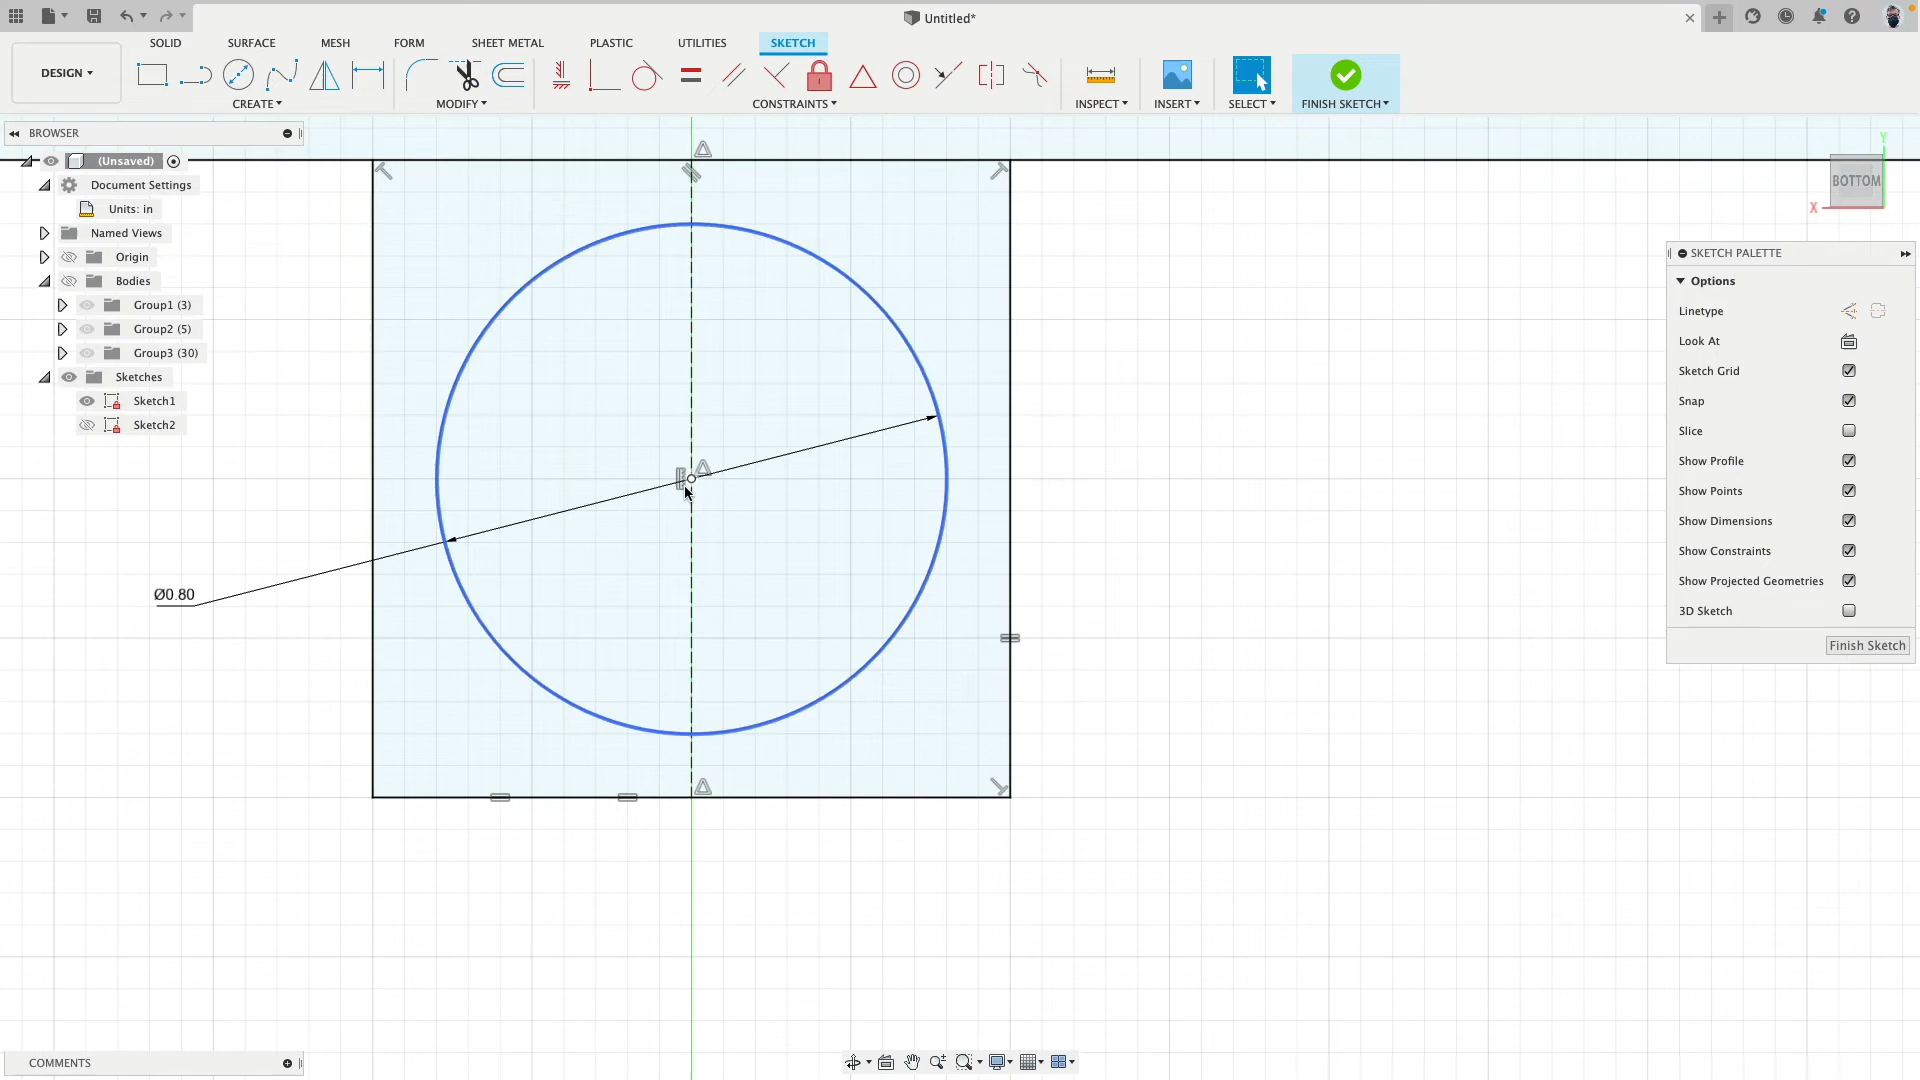 Untitled*
SOLID
SURFACE
MESH
FORM
SHEET METAL
PLASTIC
UTILITIES
SKETCH
DESIGN
CREATE
MODIFY
CONSTRAINTS
INSPECT
INSERT
SELECT
FINISH SKETCH
BROWSER
(Unsaved)
Document Settings
Units: in
Named Views
Origin
Bodies
Group1 (3)
Group2 (5)
Group3 (30)
Sketches
Sketch1
Sketch2
Ø0.80
Y
BOTTOM
X
SKETCH PALETTE
Options
Linetype
Look At
Sketch Grid
Snap
Slice
Show Profile
Show Points
Show Dimensions
Show Constraints
Show Projected Geometries
3D Sketch
Finish Sketch
COMMENTS